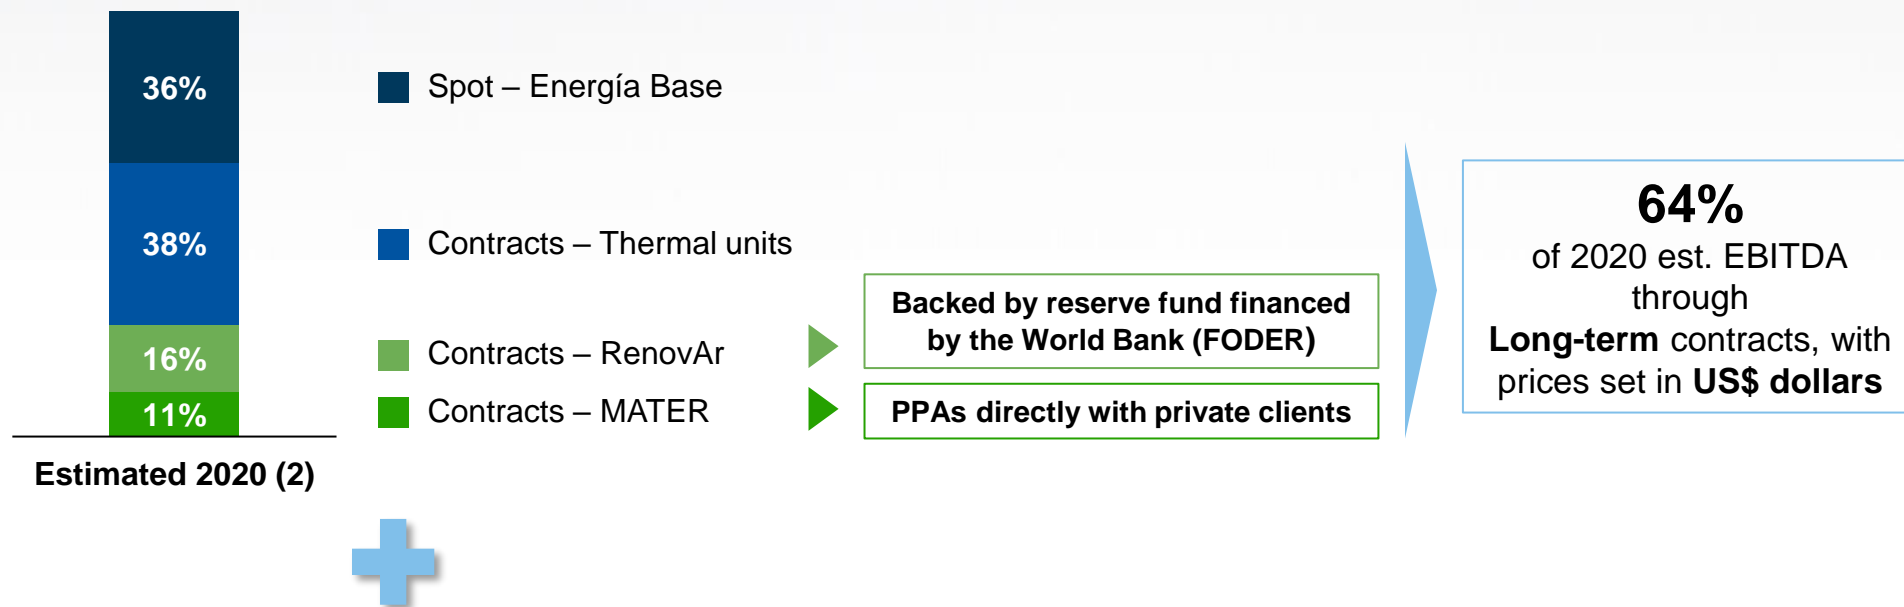 36%
Spot – Energía Base
38%
Contracts – Thermal units
16%
Contracts – RenovAr
11%
Contracts – MATER
Estimated 2020 (2)
Backed by reserve fund financed
by the World Bank (FODER)
PPAs directly with private clients
64%
of 2020 est. EBITDA
through
Long-term contracts, with
prices set in US$ dollars